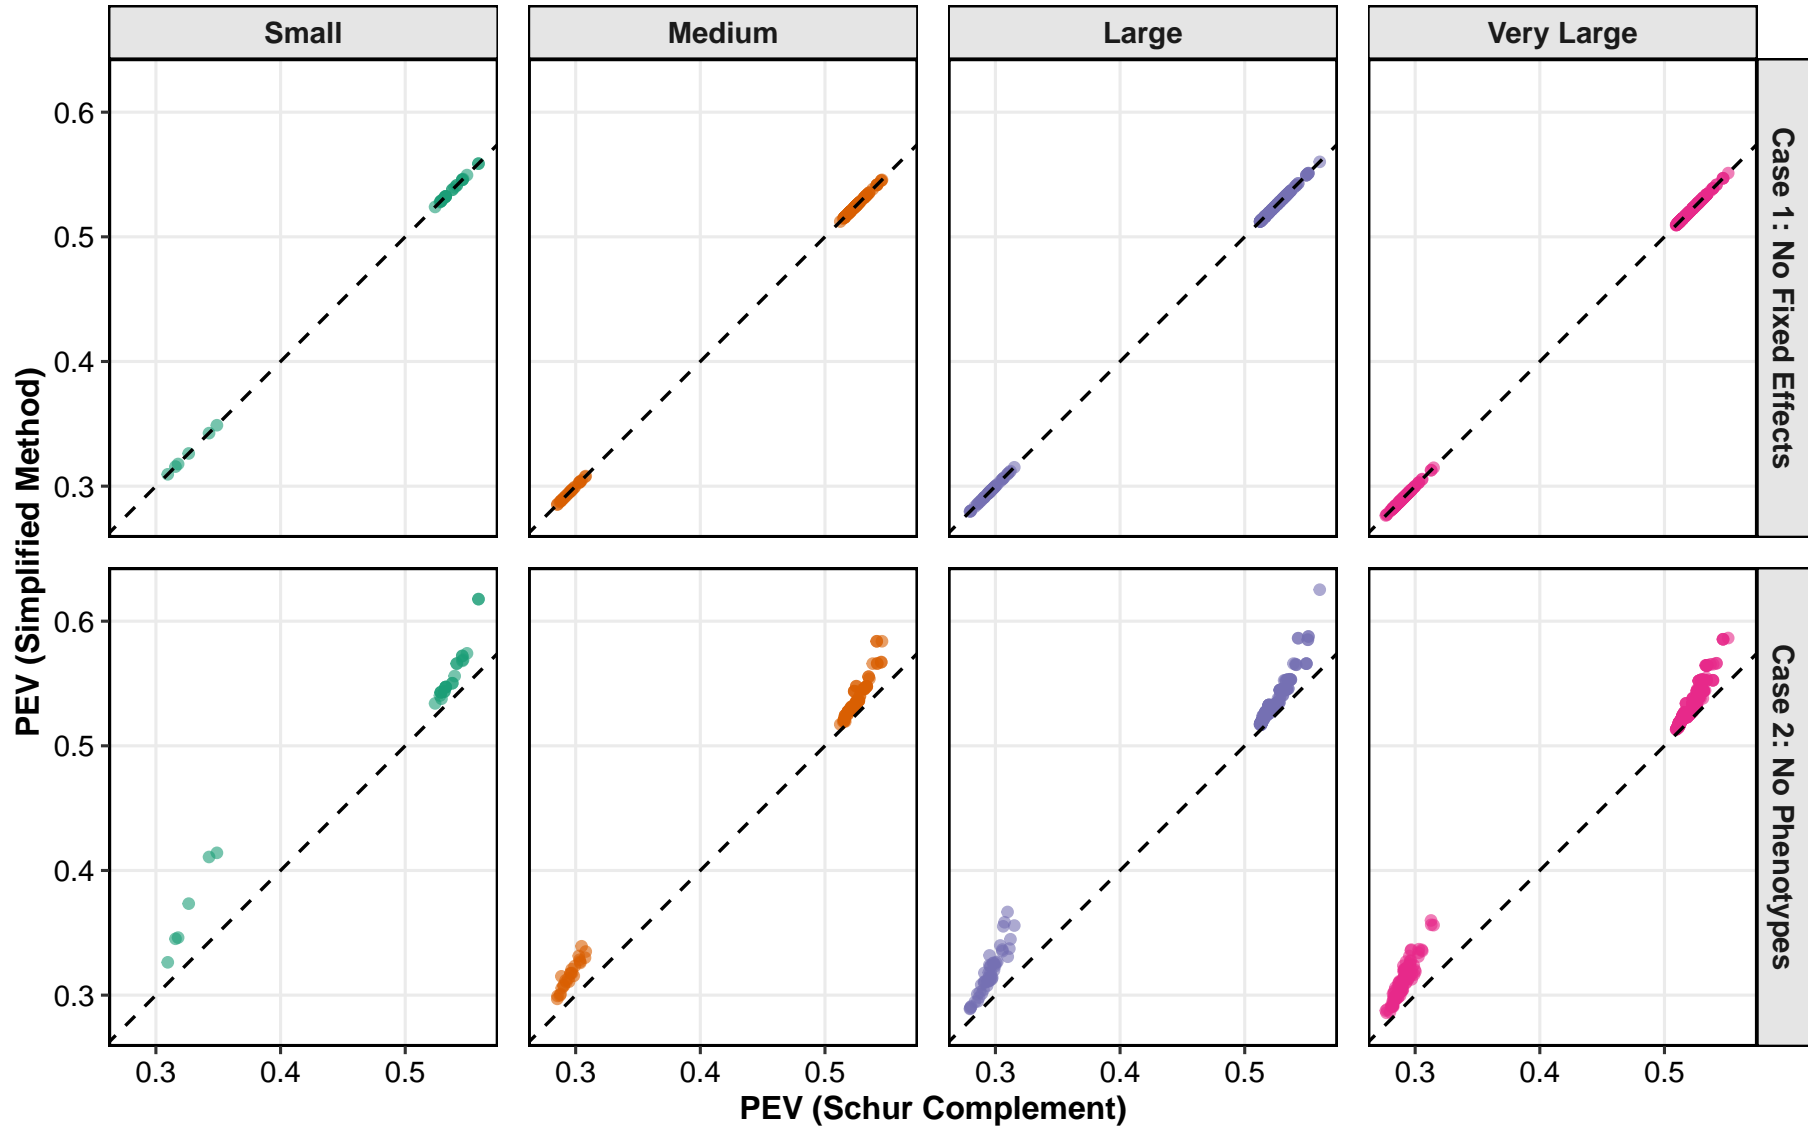 Small
Medium
Large
Very Large
0.6
0.5
0.4
0.3
Case 1: No Fixed Effects
PEV (Simplified Method)
0.6
0.5
0.4
0.3
Case 2: No Phenotypes
0.3 0.4 0.5
0.3 0.4 0.5
0.3 0.4 0.5
0.3 0.4 0.5
PEV (Schur Complement)